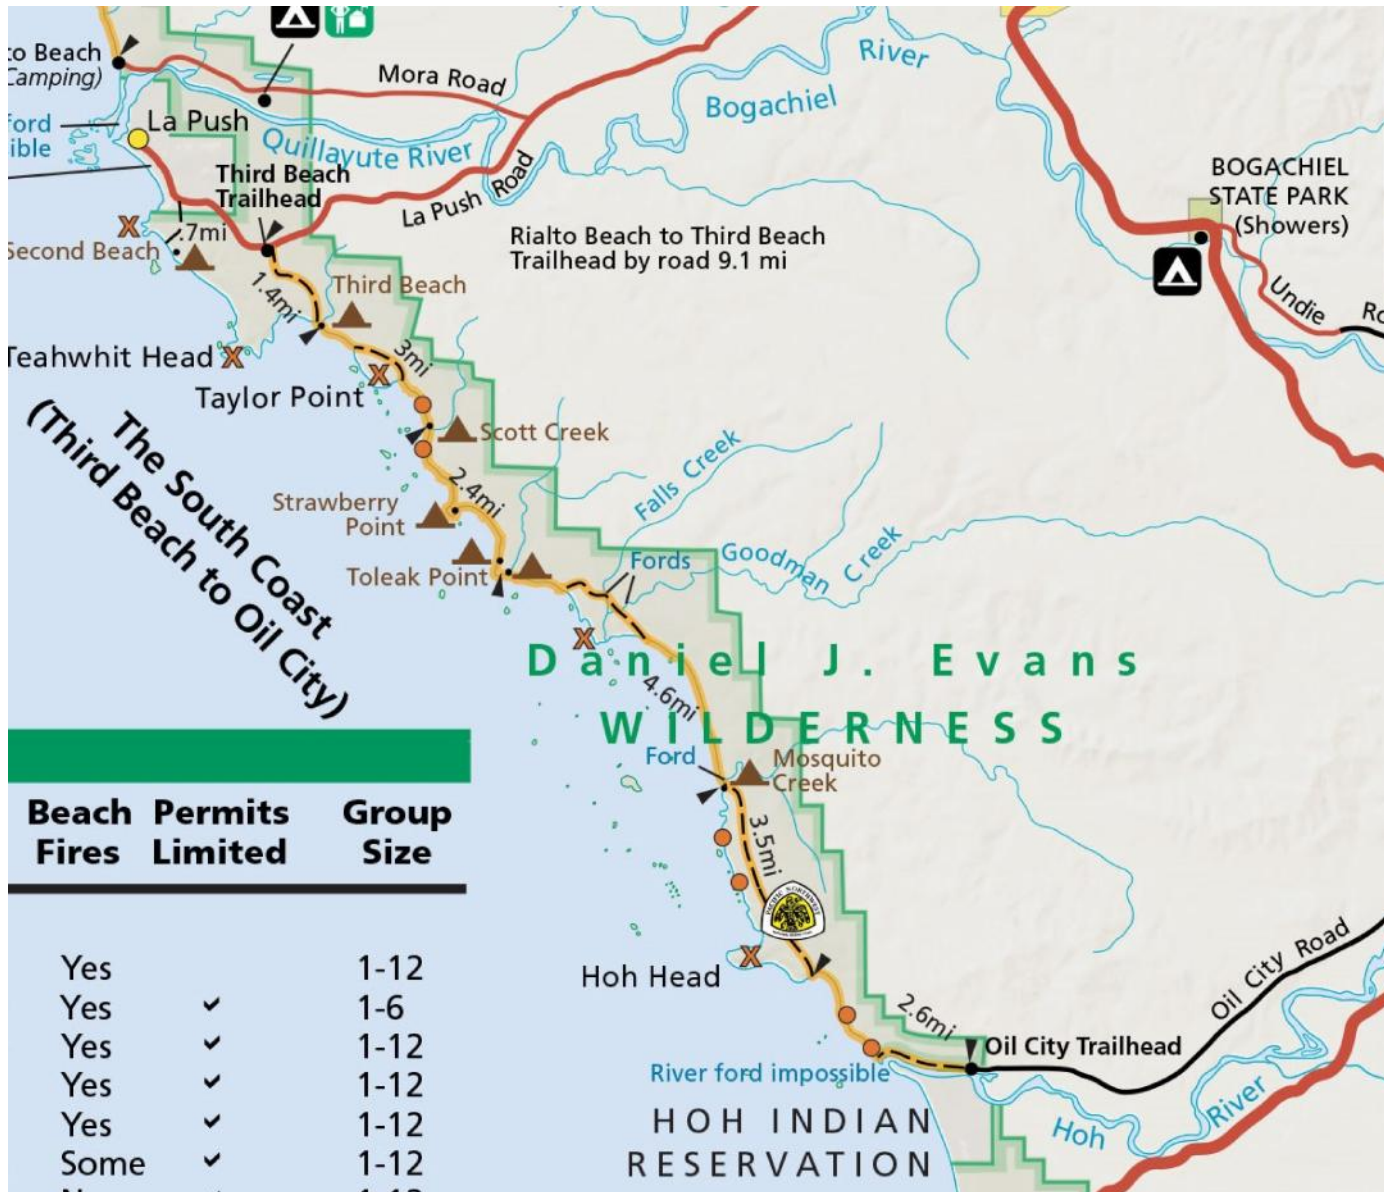 to Beach
Camping)
Mora Road
River
Bogachiel
Ford
ible
La Push
Quillayute River
Third Beach
Trailhead
La Push Road
BOGACHIEL
STATE PARK
(Showers)
.7mi
Second Beach
Rialto Beach to Third Beach
Trailhead by road 9.1 mi
1.4mi
Third Beach
Undie
Teahwhit Head
X
X
X
3mi
Taylor Point
The South Coast
(Third Beach to Oil City)
Scott Creek
2.4mi
Falls Creek
Strawberry
Point
Toleak Point
Fords
Goodman Creek
X
Daniel J. Evans
WILDERNESS
4.6mi
Ford
Mosquito
Creek
3.5mi
PACIFIC NORTHWEST
X
Hoh Head
2.6mi
Oil City Road
Oil City Trailhead
River ford impossible
HOH INDIAN
RESERVATION
Hoh River
Beach Permits Group
Fires Limited Size
Yes 1-12
Yes ✓ 1-6
Yes ✓ 1-12
Yes ✓ 1-12
Yes ✓ 1-12
Some ✓ 1-12